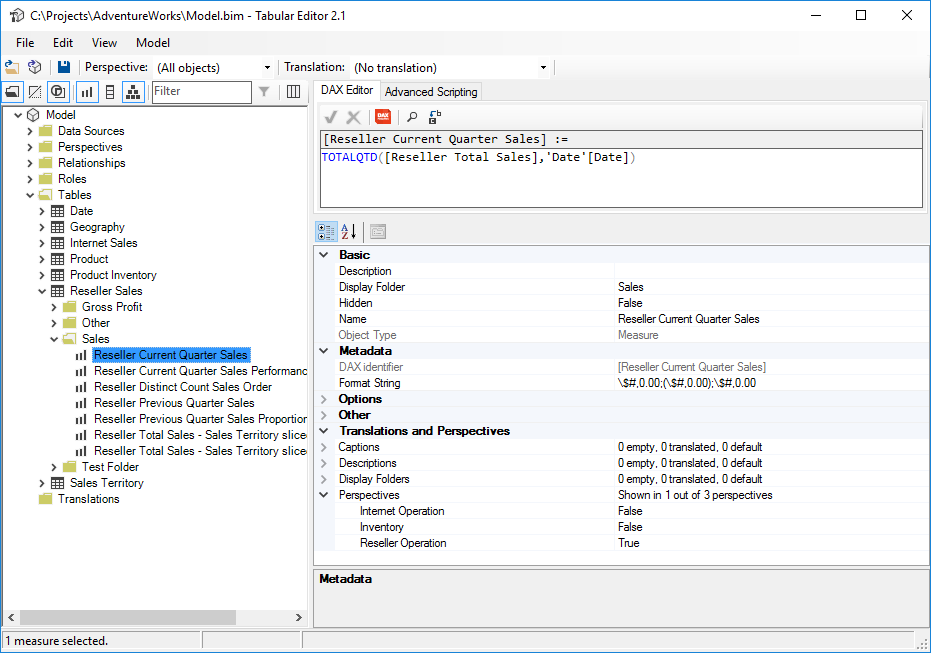 C:\Projects\AdventureWorks\Model.bim - Tabular Editor 2.1
File Edit View Model
Perspective: (All objects) Translation: (No translation)
Filter
Model
Data Sources
Perspectives
Relationships
Roles
Tables
Date
Geography
Internet Sales
Product
Product Inventory
Reseller Sales
Gross Profit
Other
Sales
Reseller Current Quarter Sales
Reseller Current Quarter Sales Performanc
Reseller Distinct Count Sales Order
Reseller Previous Quarter Sales
Reseller Previous Quarter Sales Proportion
Reseller Total Sales - Sales Territory slice
Reseller Total Sales - Sales Territory slice
Test Folder
Sales Territory
Translations
DAX Editor Advanced Scripting
DAX
[Reseller Current Quarter Sales] :=
TOTALQTD([Reseller Total Sales],'Date'[Date])
A
Z
Basic
Description
Display Folder Sales
Hidden False
Name Reseller Current Quarter Sales
Object Type Measure
Metadata
DAX identifier [Reseller Current Quarter Sales]
Format String \$#,0.00;(\$#,0.00);\$#,0.00
Options
Other
Translations and Perspectives
Captions 0 empty, 0 translated, 0 default
Descriptions 0 empty, 0 translated, 0 default
Display Folders 0 empty, 0 translated, 0 default
Perspectives Shown in 1 out of 3 perspectives
Internet Operation False
Inventory False
Reseller Operation True
Metadata
1 measure selected.